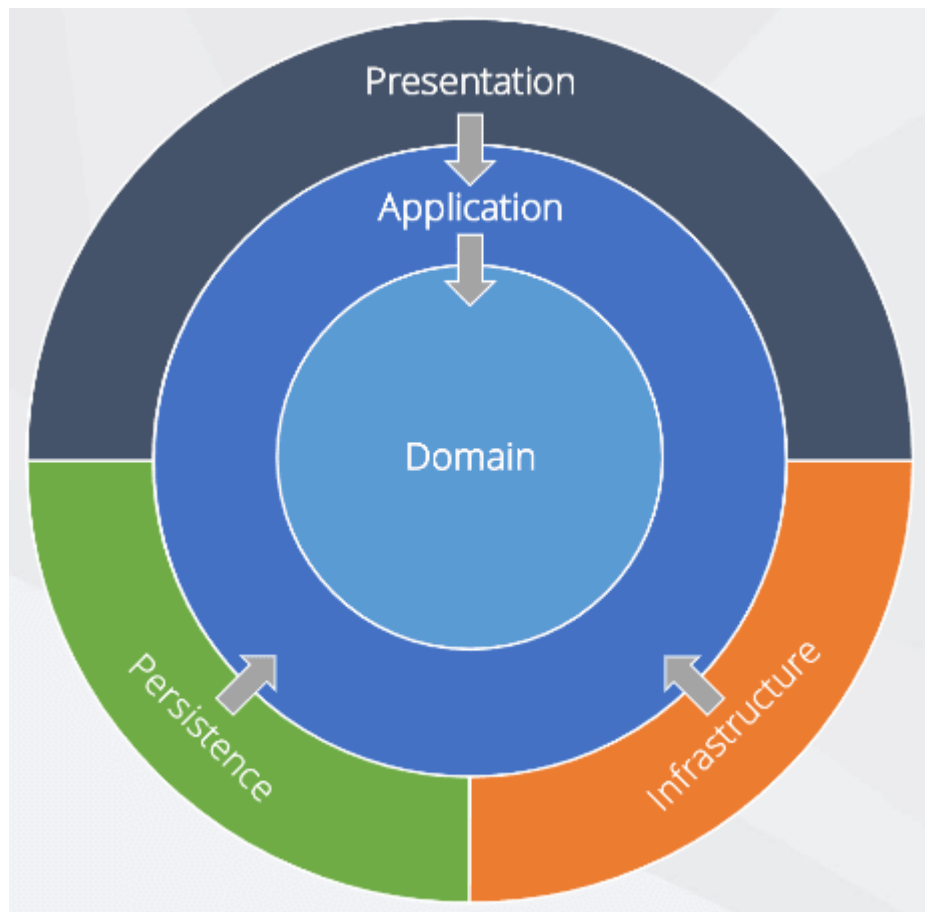 Presentation
Application
Domain
Persistence
Infrastructure